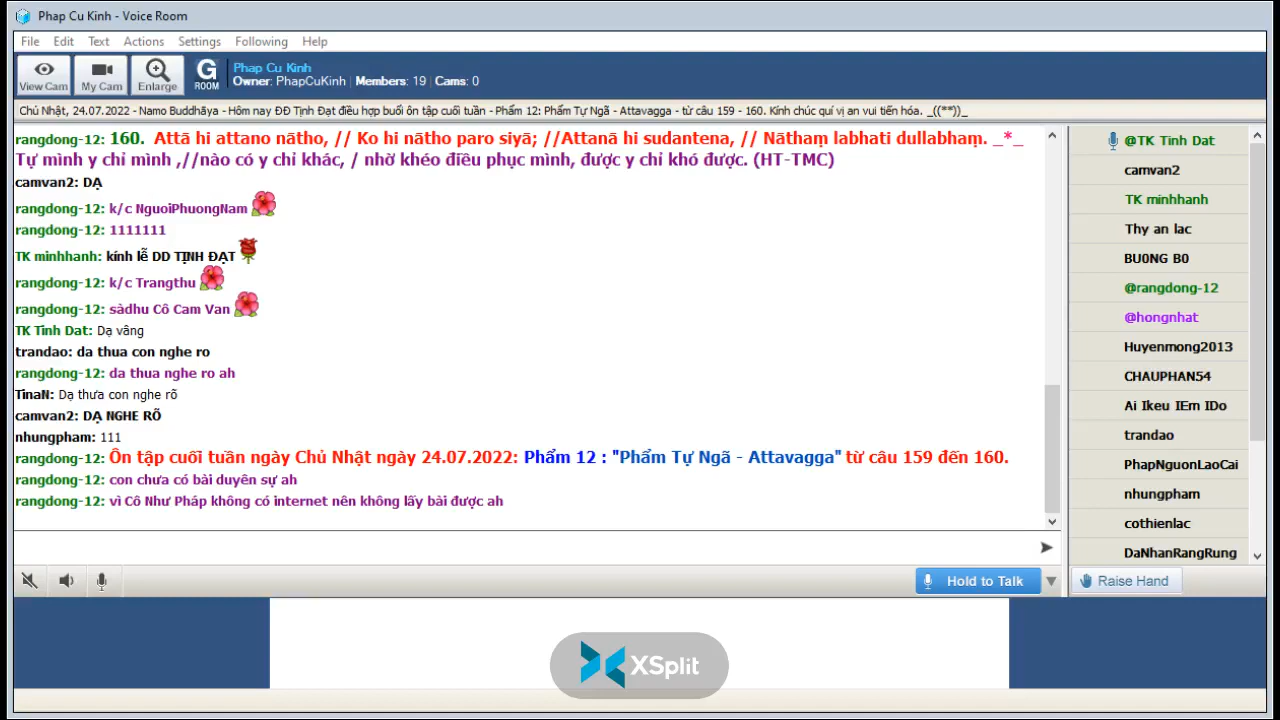 Phap Cu Kinh - Voice Room
File Edit Text Actions Settings Following Help
View Cam
My Cam
Enlarge
G ROOM
Phap Cu Kinh
Owner: PhapCuKinh | Members: 19 | Cams: 0
Chủ Nhật, 24.07.2022 - Namo Buddhāya - Hôm nay ĐĐ Tịnh Đạt điều hợp buổi ôn tập cuối tuần - Phẩm 12: Phẩm Tự Ngã - Attavagga - từ câu 159 - 160. Kính chúc quí vị an vui tiến hóa. _((**))_
rangdong-12: 160. Attā hi attano nātho, // Ko hi nātho paro siyā; //Attanā hi sudantena, // Nāthaṃ labhati dullabhaṃ. _*_
Tự mình y chỉ mình ,//nào có y chỉ khác, / nhờ khéo điều phục mình, được y chỉ khó được. (HT-TMC)
camvan2: DẠ
rangdong-12: k/c NguoiPhuongNam
rangdong-12: 1111111
TK minhhanh: kính lễ DD TỊNH ĐẠT
rangdong-12: k/c Trangthu
rangdong-12: sàdhu Cô Cam Van
TK Tinh Dat: Dạ vâng
trandao: da thua con nghe ro
rangdong-12: da thua nghe ro ah
TinaN: Dạ thưa con nghe rõ
camvan2: DẠ NGHE RÕ
nhungpham: 111
rangdong-12: Ôn tập cuối tuần ngày Chủ Nhật ngày 24.07.2022: Phẩm 12 : "Phẩm Tự Ngã - Attavagga" từ câu 159 đến 160.
rangdong-12: con chưa có bài duyên sự ah
rangdong-12: vì Cô Như Pháp không có internet nên không lấy bài được ah
Hold to Talk
@TK Tinh Dat
camvan2
TK minhhanh
Thy an lac
BU0NG B0
@rangdong-12
@hongnhat
Huyenmong2013
CHAUPHAN54
Ai Ikeu IEm IDo
trandao
PhapNguonLaoCai
nhungpham
cothienlac
DaNhanRangRung
Raise Hand
XSplit